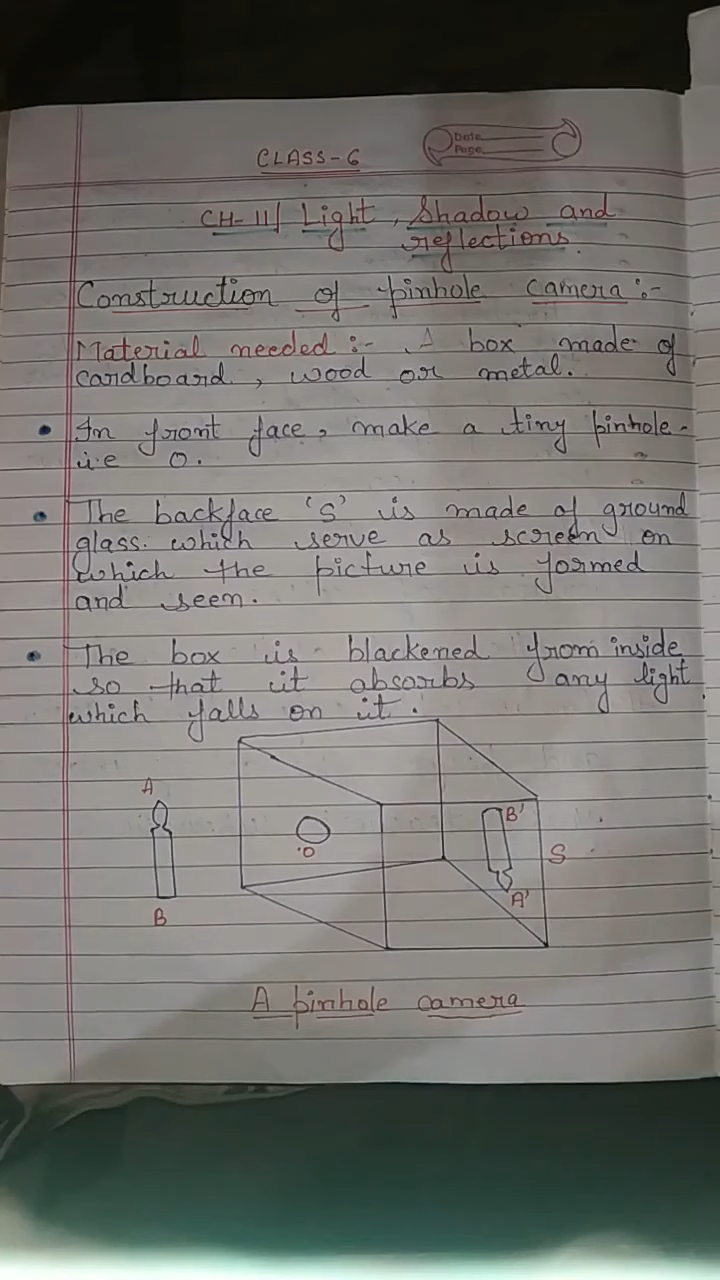 CLASS-6
Date
Page
CH-11/ Light, Shadow and
reflections.
Construction of pinhole camera:-
Material needed:- A box made of
cardboard, wood or metal.
• In front face, make a tiny pinhole-
i.e O.
• The backface 'S' is made of ground
glass. which serve as screen on
which the picture is formed
and seen.
• The box is blackened from inside
so that it absorbs any light
which falls on it.
A
B'
O
S
A'
B
A pinhole camera